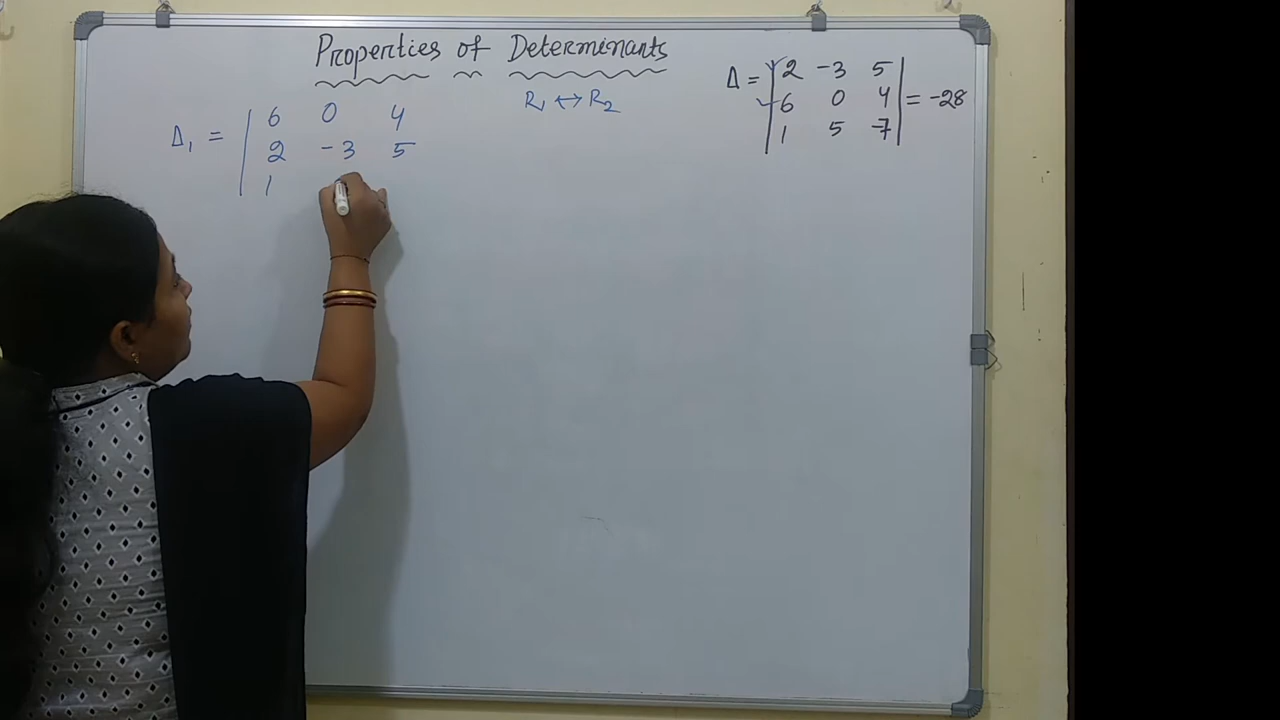 Properties of Determinants
Δ = | 2 -3 5 |
| 6 0 4 | = -28
| 1 5 -7 |
R₁ ↔ R₂
Δ₁ = | 6 0 4
2 -3 5
1